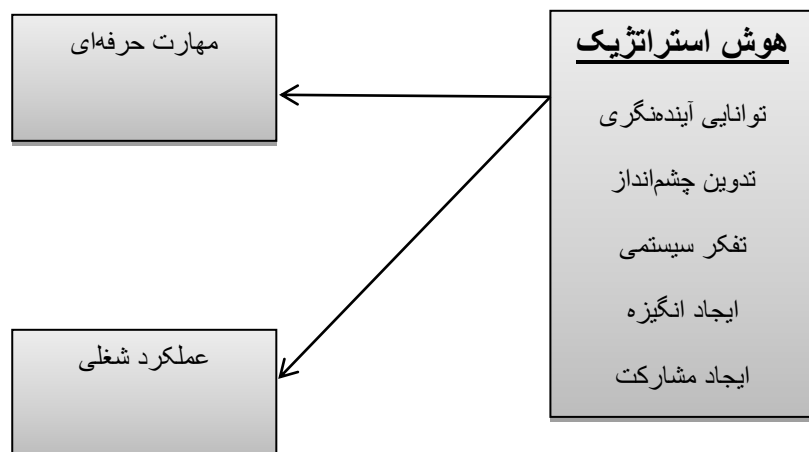 هوش استراتژیک
توانایی آینده‌نگری
تدوین چشم‌انداز
تفکر سیستمی
ایجاد انگیزه
ایجاد مشارکت
مهارت حرفه‌ای
عملکرد شغلی